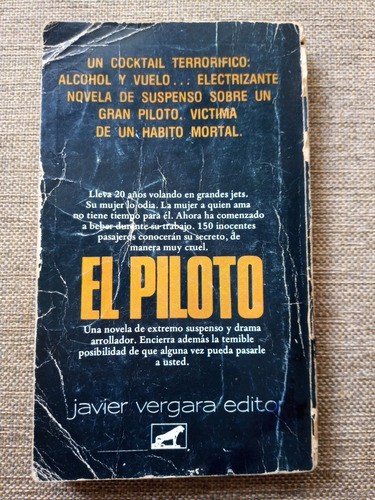 UN COCKTAIL TERRORIFICO:
ALCOHOL Y VUELO... ELECTRIZANTE
NOVELA DE SUSPENSO SOBRE UN
GRAN PILOTO, VICTIMA
DE UN HABITO MORTAL.
Lleva 20 años volando en grandes jets.
Su mujer lo odia. La mujer a quien ama
no tiene tiempo para él. Ahora ha comenzado
a beber durante su trabajo. 150 inocentes
pasajeros conocerán su secreto, de
manera muy cruel.
EL PILOTO
Una novela de extremo suspenso y drama
arrollador. Encierra además la temible
posibilidad de que alguna vez pueda pasarle
a usted.
javier vergara editor